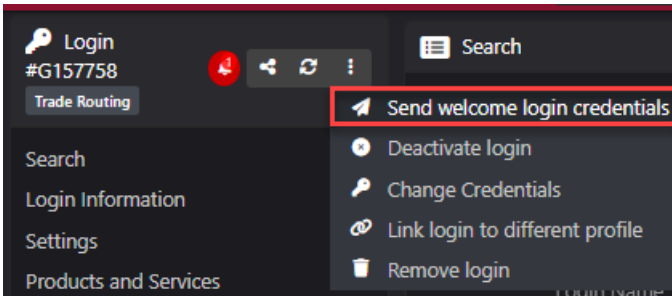 Login
#G157758
Trade Routing
Search
Login Information
Settings
Products and Services
Search
Send welcome login credentials
Deactivate login
Change Credentials
Link login to different profile
Remove login